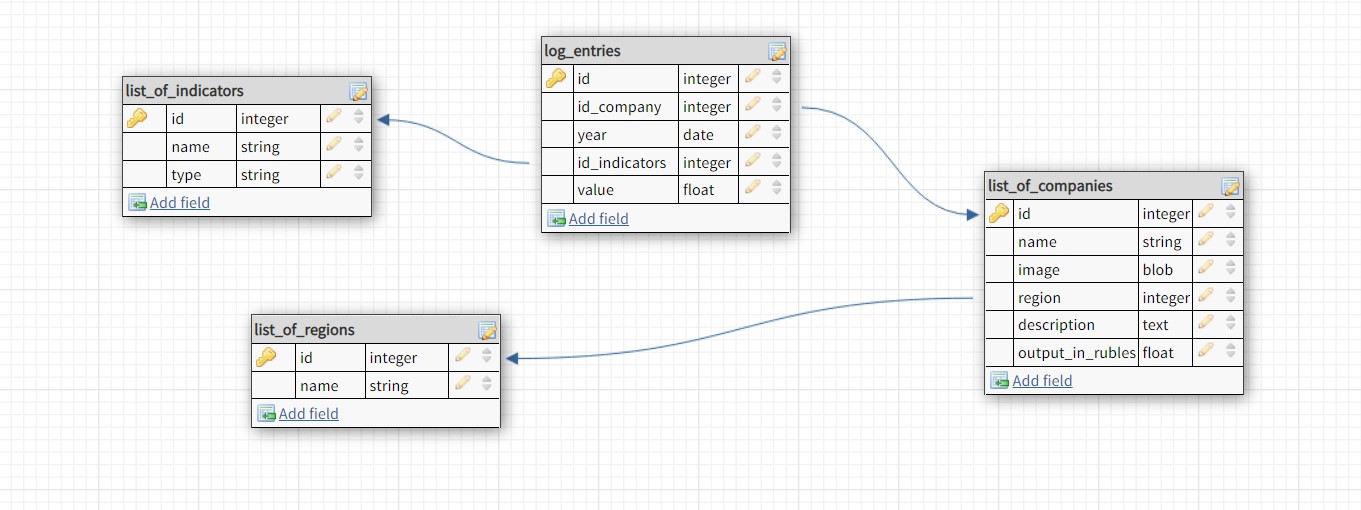 log_entries
id integer
id_company integer
year date
id_indicators integer
value float
Add field
list_of_indicators
id integer
name string
type string
Add field
list_of_companies
id integer
name string
image blob
region integer
description text
output_in_rubles float
Add field
list_of_regions
id integer
name string
Add field